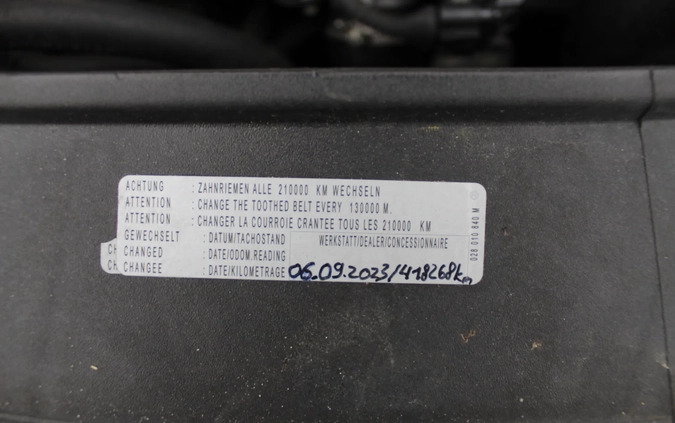 ACHTUNG : ZAHNRIEMEN ALLE 210000 KM WECHSELN
ATTENTION : CHANGE THE TOOTHED BELT EVERY 130000 M.
ATTENTION : CHANGER LA COURROIE CRANTEE TOUS LES 210000 KM
GEWECHSELT : DATUM/TACHOSTAND WERKSTATT/DEALER/CONCESSIONNAIRE
CH CHANGED : DATE/ODOM.READING
CH CHANGEE : DATE/KILOMETRAGE 06.09.2023/418268km
028 010 840 M